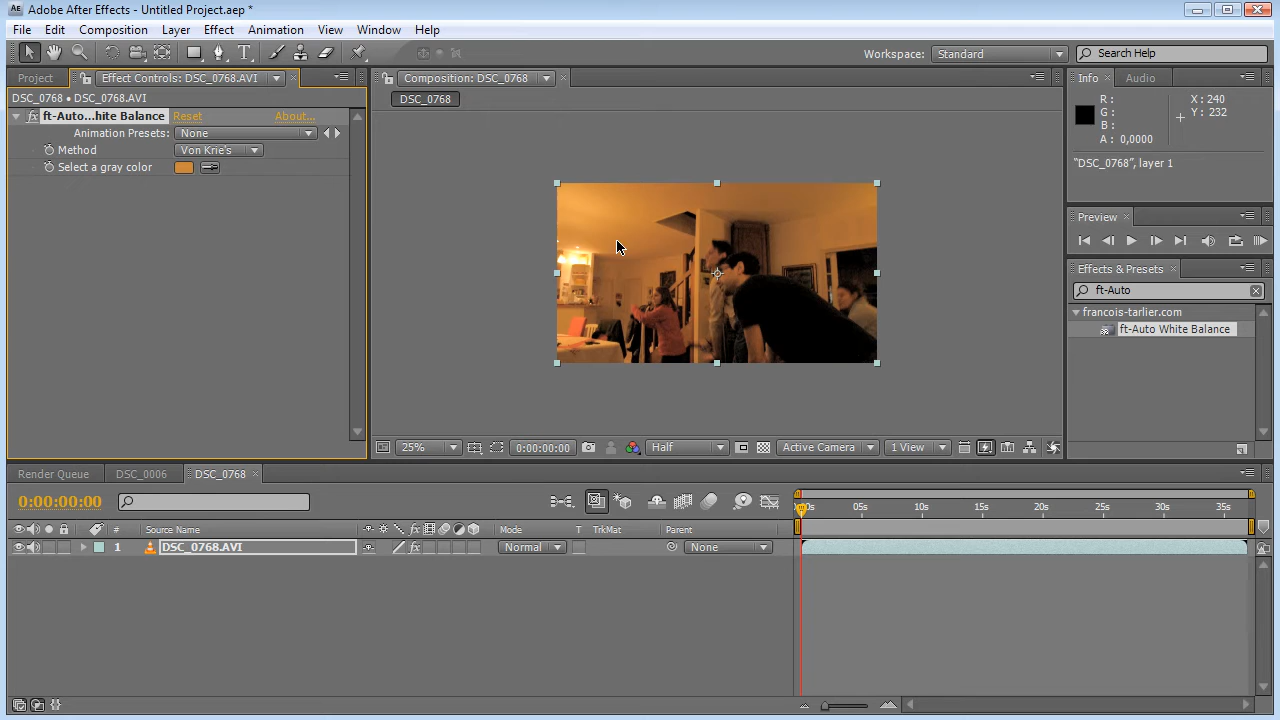 Adobe After Effects - Untitled Project.aep *
File Edit Composition Layer Effect Animation View Window Help
Workspace: Standard Search Help
Project Effect Controls: DSC_0768.AVI Composition: DSC_0768 Info Audio
DSC_0768 • DSC_0768.AVI DSC_0768
R : X : 240
G : Y : 232
B :
A : 0,0000
ft-Auto...hite Balance Reset About...
Animation Presets: None
Method Von Krie's
Select a gray color
"DSC_0768", layer 1
Preview
Effects & Presets
ft-Auto
francois-tarlier.com
ft-Auto White Balance
25% 0:00:00:00 Half Active Camera 1 View
Render Queue DSC_0006 DSC_0768
0:00:00:00 05s 10s 15s 20s 25s 30s 35s
# Source Name Mode T TrkMat Parent
1 DSC_0768.AVI Normal None